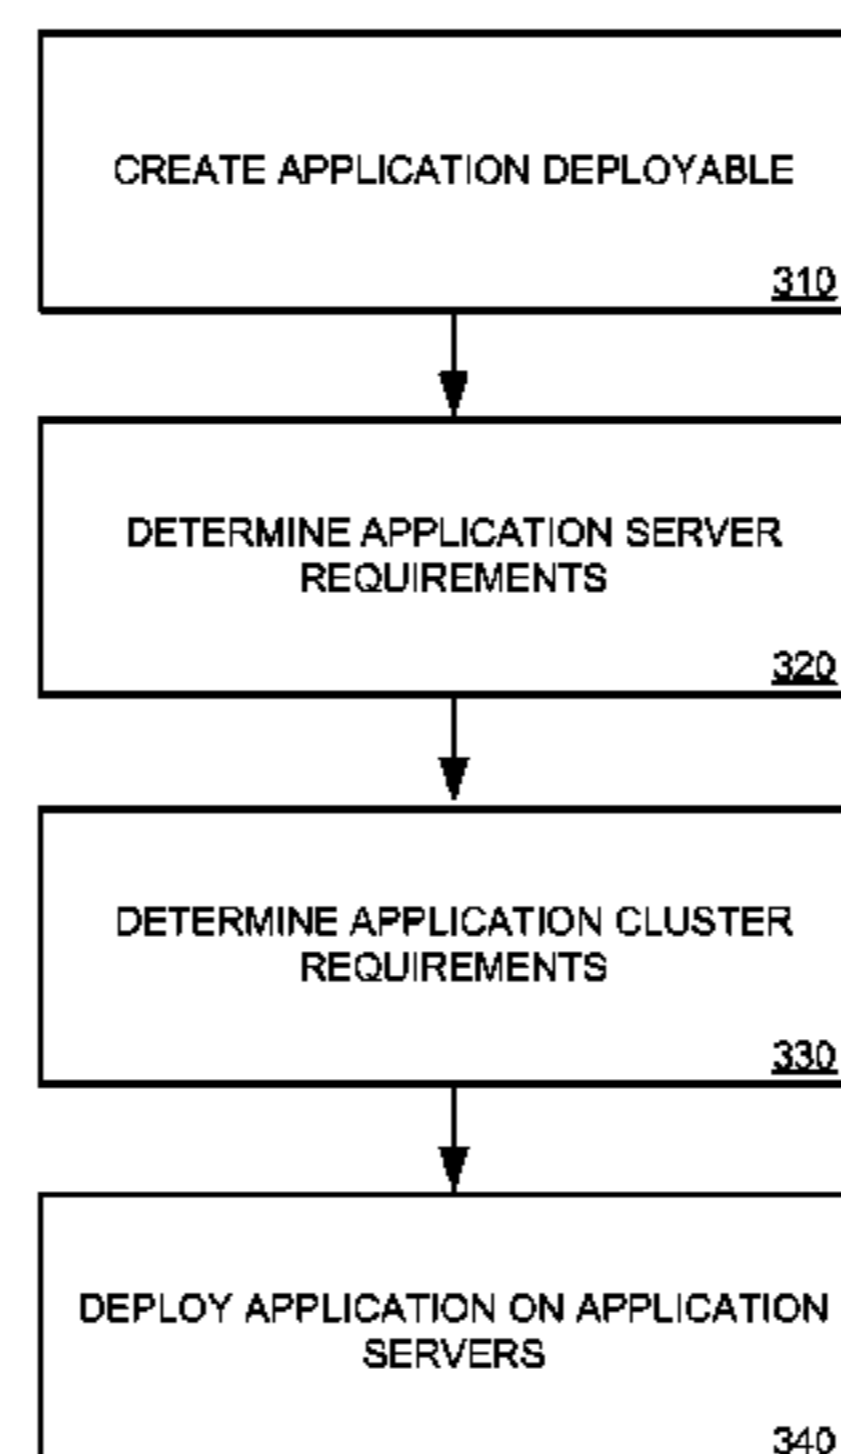 CREATE APPLICATION DEPLOYABLE
310
DETERMINE APPLICATION SERVER
REQUIREMENTS
320
DETERMINE APPLICATION CLUSTER
REQUIREMENTS
330
DEPLOY APPLICATION ON APPLICATION
SERVERS
340